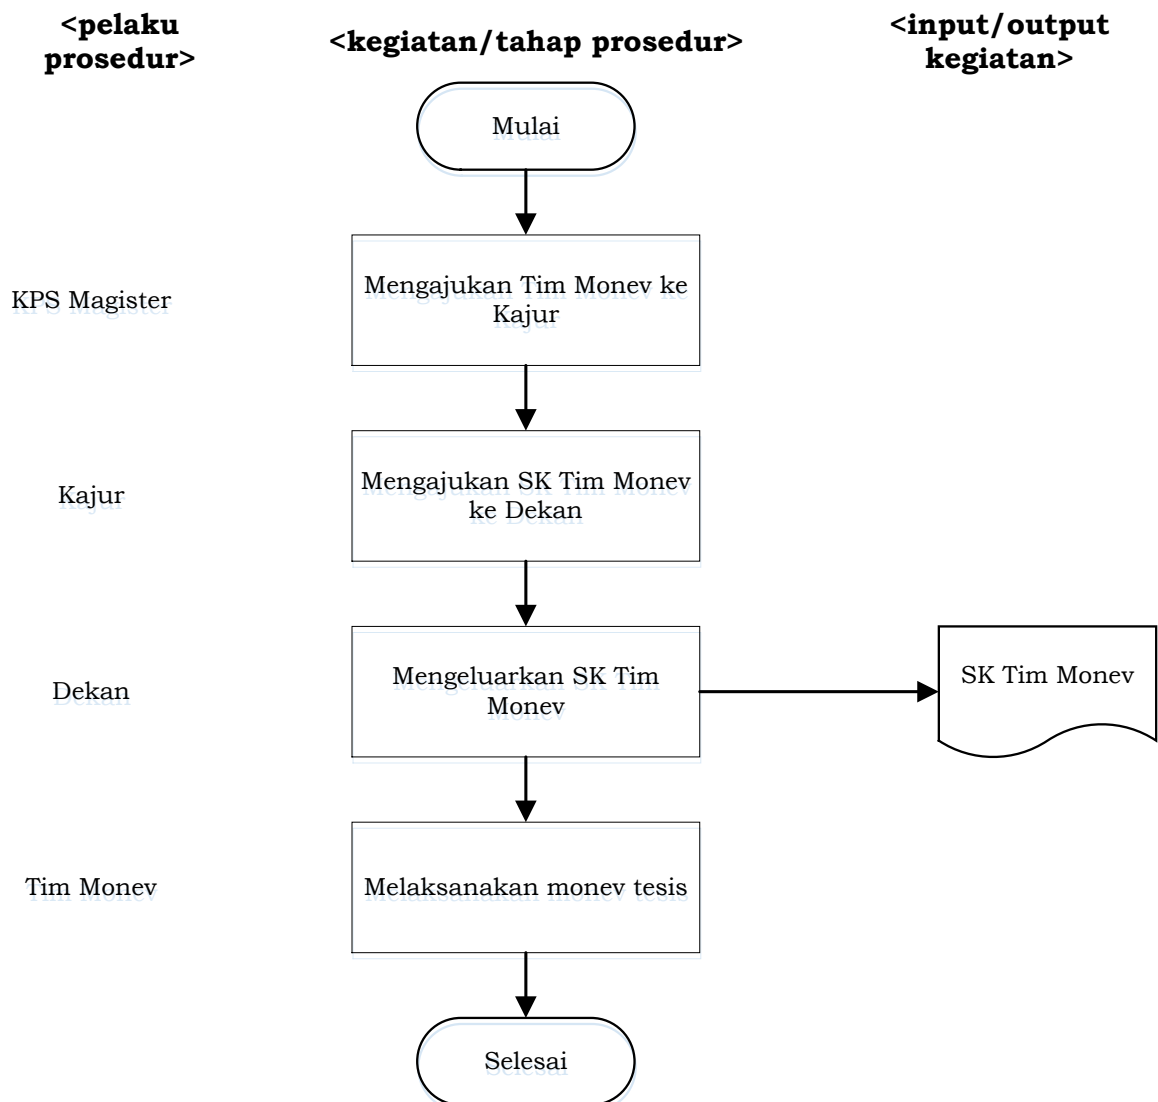 <pelaku
prosedur>
<kegiatan/tahap prosedur>
<input/output
kegiatan>
Mulai
KPS Magister
Mengajukan Tim Monev ke
Kajur
Kajur
Mengajukan SK Tim Monev
ke Dekan
Dekan
Mengeluarkan SK Tim
Monev
SK Tim Monev
Tim Monev
Melaksanakan monev tesis
Selesai